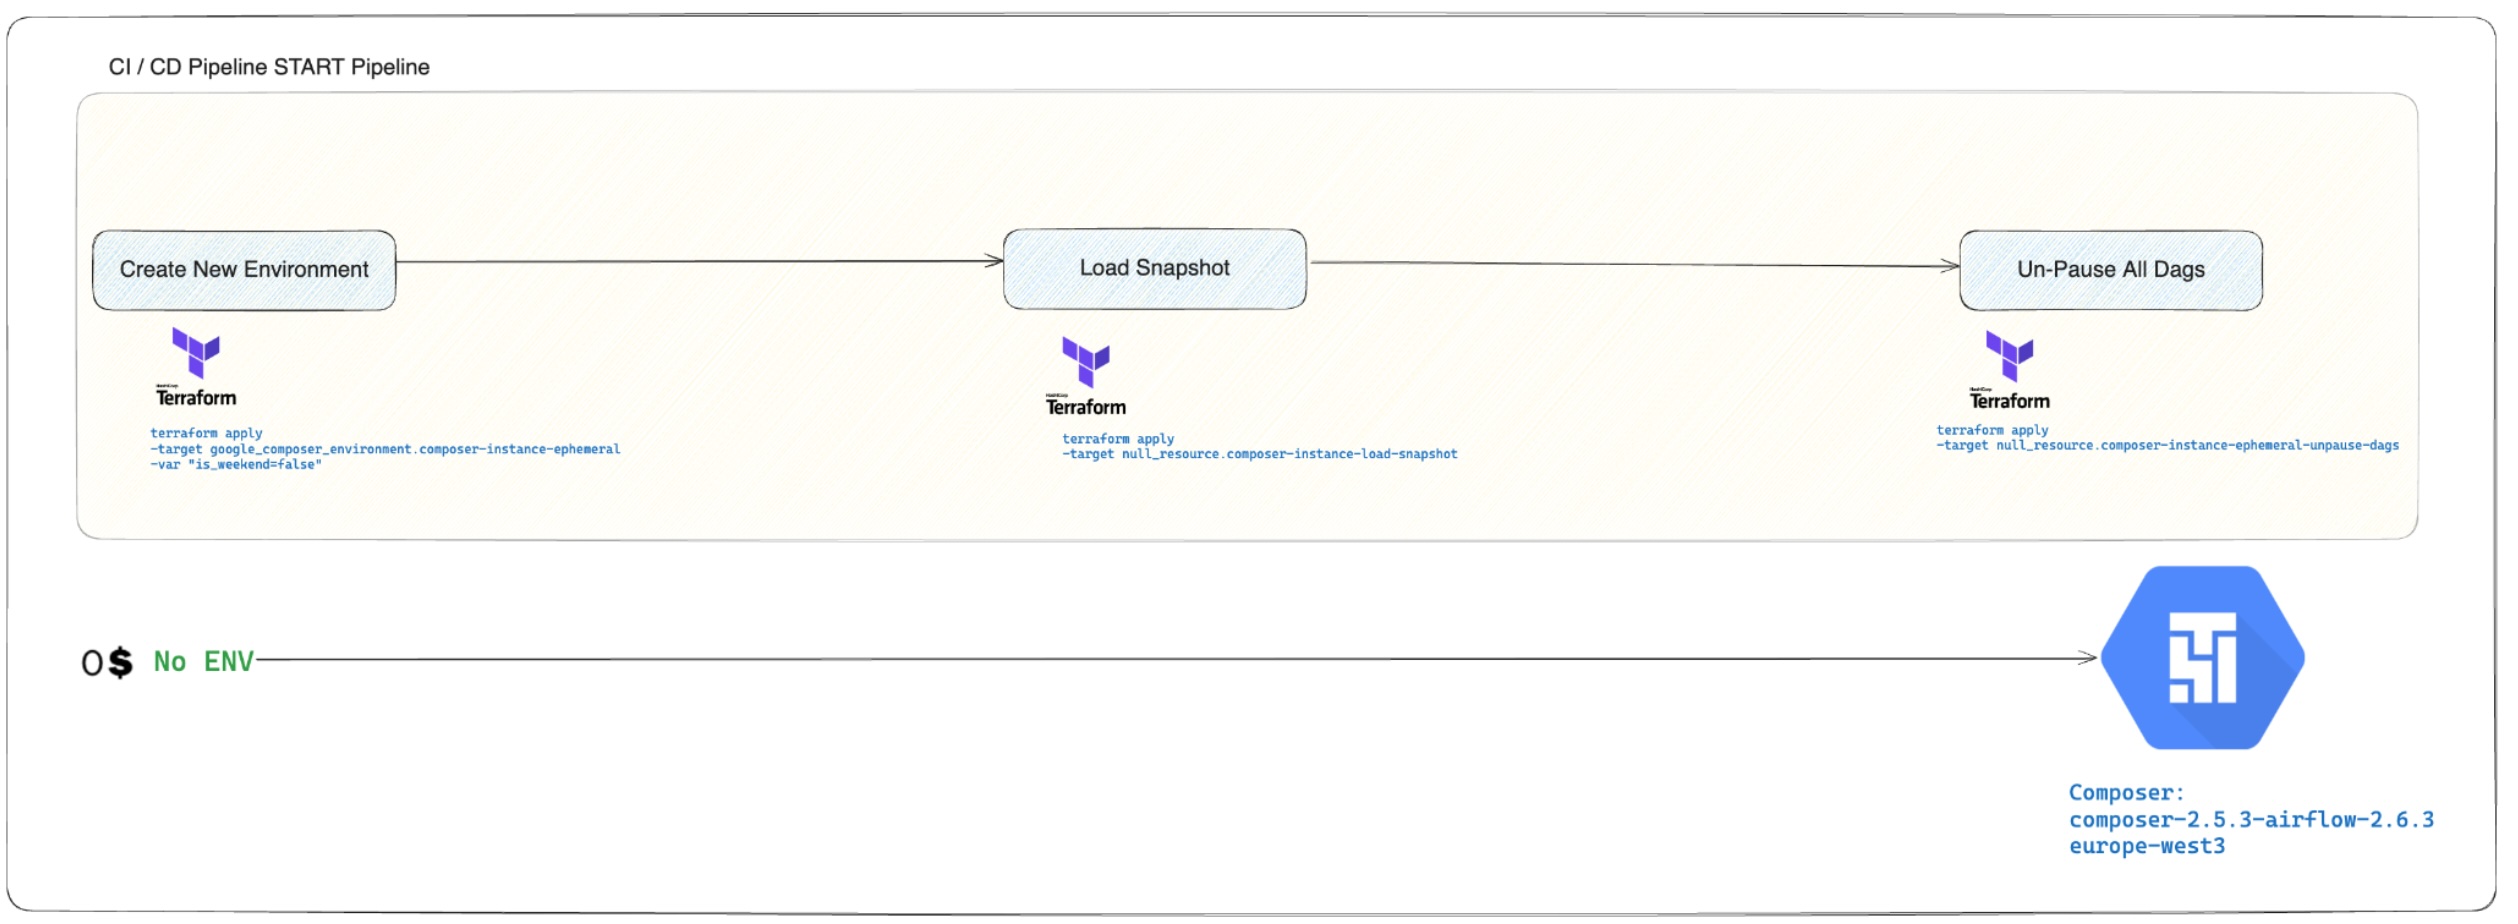 CI / CD Pipeline START Pipeline
Create New Environment
Load Snapshot
Un-Pause All Dags
HashiCorp
Terraform
HashiCorp
Terraform
HashiCorp
Terraform
terraform apply
-target google_composer_environment.composer-instance-ephemeral
-var "is_weekend=false"
terraform apply
-target null_resource.composer-instance-load-snapshot
terraform apply
-target null_resource.composer-instance-ephemeral-unpause-dags
0$ No ENV
Composer:
composer-2.5.3-airflow-2.6.3
europe-west3